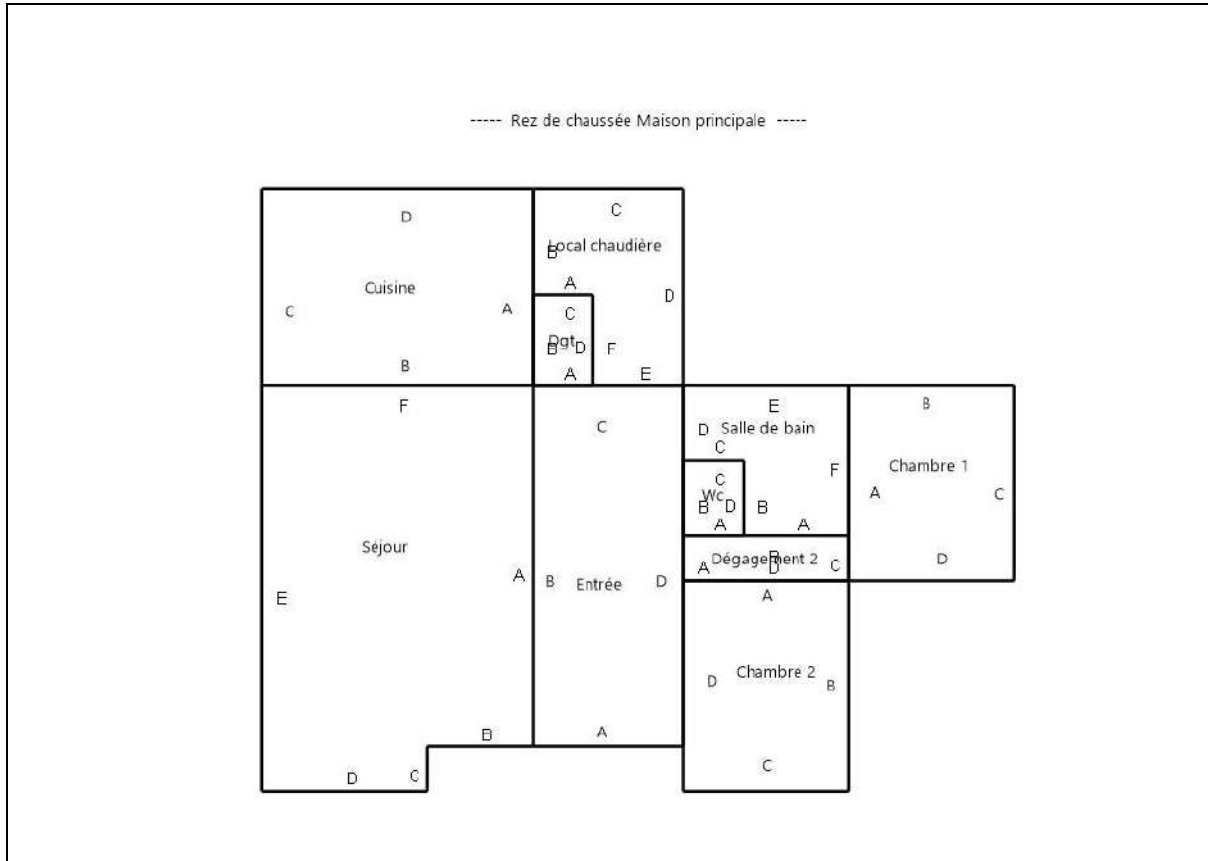 ----- Rez de chaussée Maison principale -----
C
D
Local chaudière
B
A
Cuisine
D
C
A
C
Dgt
B
D
F
B
A
E
F
E
B
C
D
Salle de bain
C
F
Chambre 1
C
Wc
A
C
B
D
B
A
A
Séjour
B
Dégagement 2
D
A
C
D
A
B
Entrée
D
E
A
Chambre 2
D
B
B
A
C
D
C